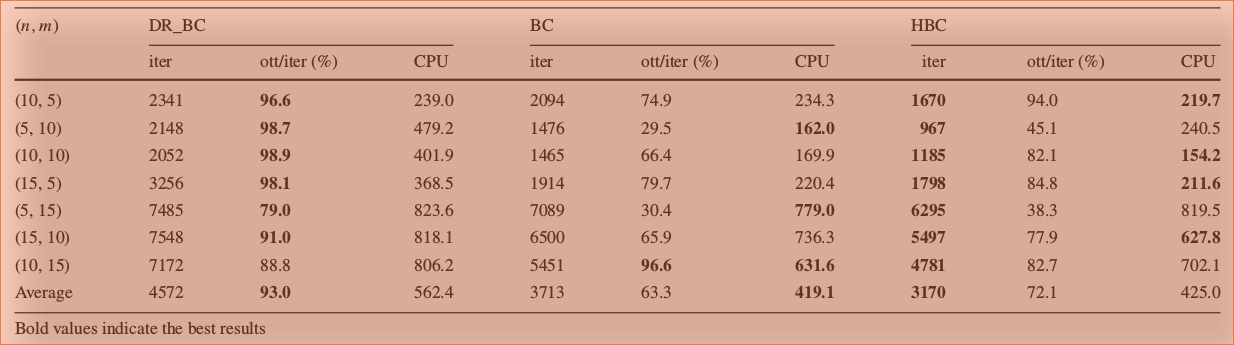 (n, m) DR_BC BC HBC
iter ott/iter (%) CPU iter ott/iter (%) CPU iter ott/iter (%) CPU
(10, 5) 2341 96.6 239.0 2094 74.9 234.3 1670 94.0 219.7
(5, 10) 2148 98.7 479.2 1476 29.5 162.0 967 45.1 240.5
(10, 10) 2052 98.9 401.9 1465 66.4 169.9 1185 82.1 154.2
(15, 5) 3256 98.1 368.5 1914 79.7 220.4 1798 84.8 211.6
(5, 15) 7485 79.0 823.6 7089 30.4 779.0 6295 38.3 819.5
(15, 10) 7548 91.0 818.1 6500 65.9 736.3 5497 77.9 627.8
(10, 15) 7172 88.8 806.2 5451 96.6 631.6 4781 82.7 702.1
Average 4572 93.0 562.4 3713 63.3 419.1 3170 72.1 425.0
Bold values indicate the best results